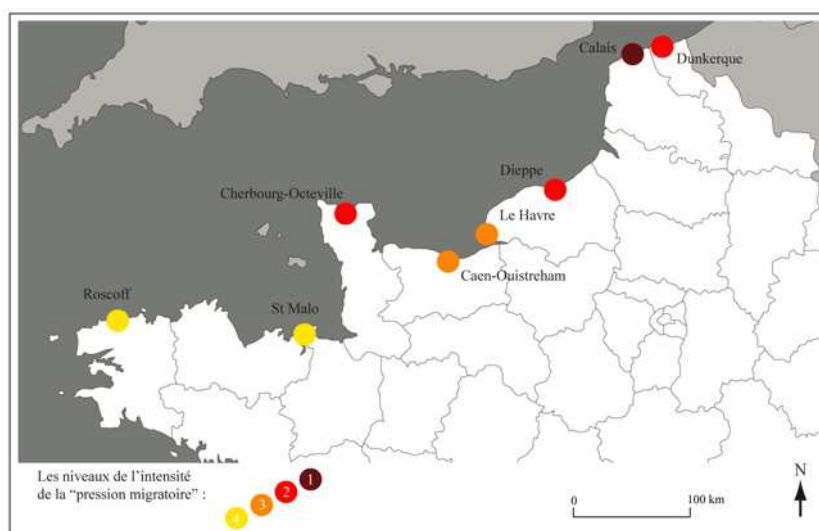 Calais
Dunkerque
Dieppe
Cherbourg-Octeville
Le Havre
Caen-Ouistreham
Roscoff
St Malo
Les niveaux de l'intensité
de la "pression migratoire" :
1
2
3
4
N
0
100 km